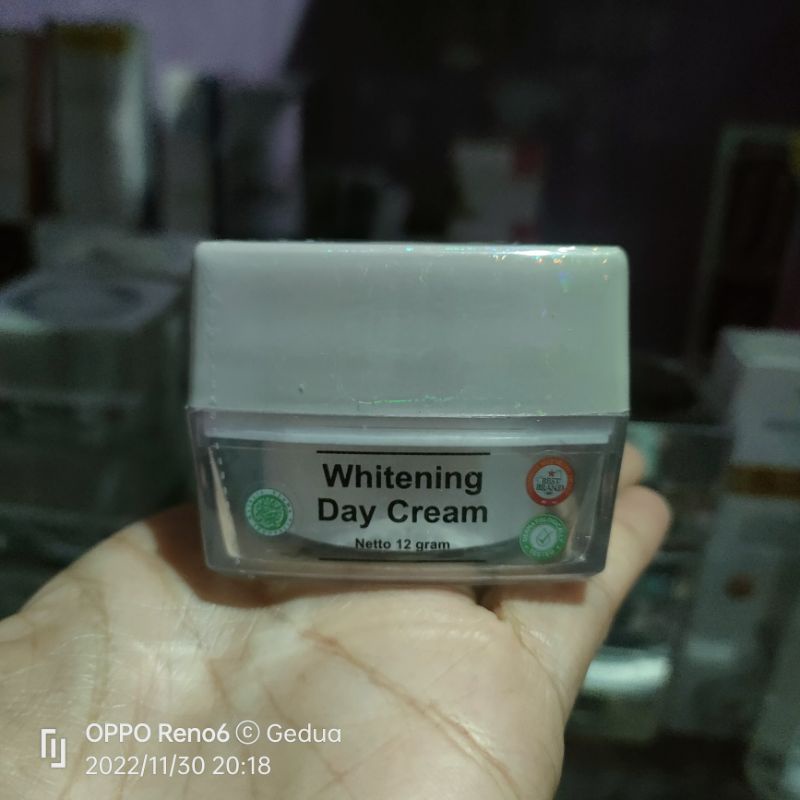 Whitening
Day Cream
Netto 12 gram
BEST
BRAND
OPPO Reno6 © Gedua
2022/11/30 20:18